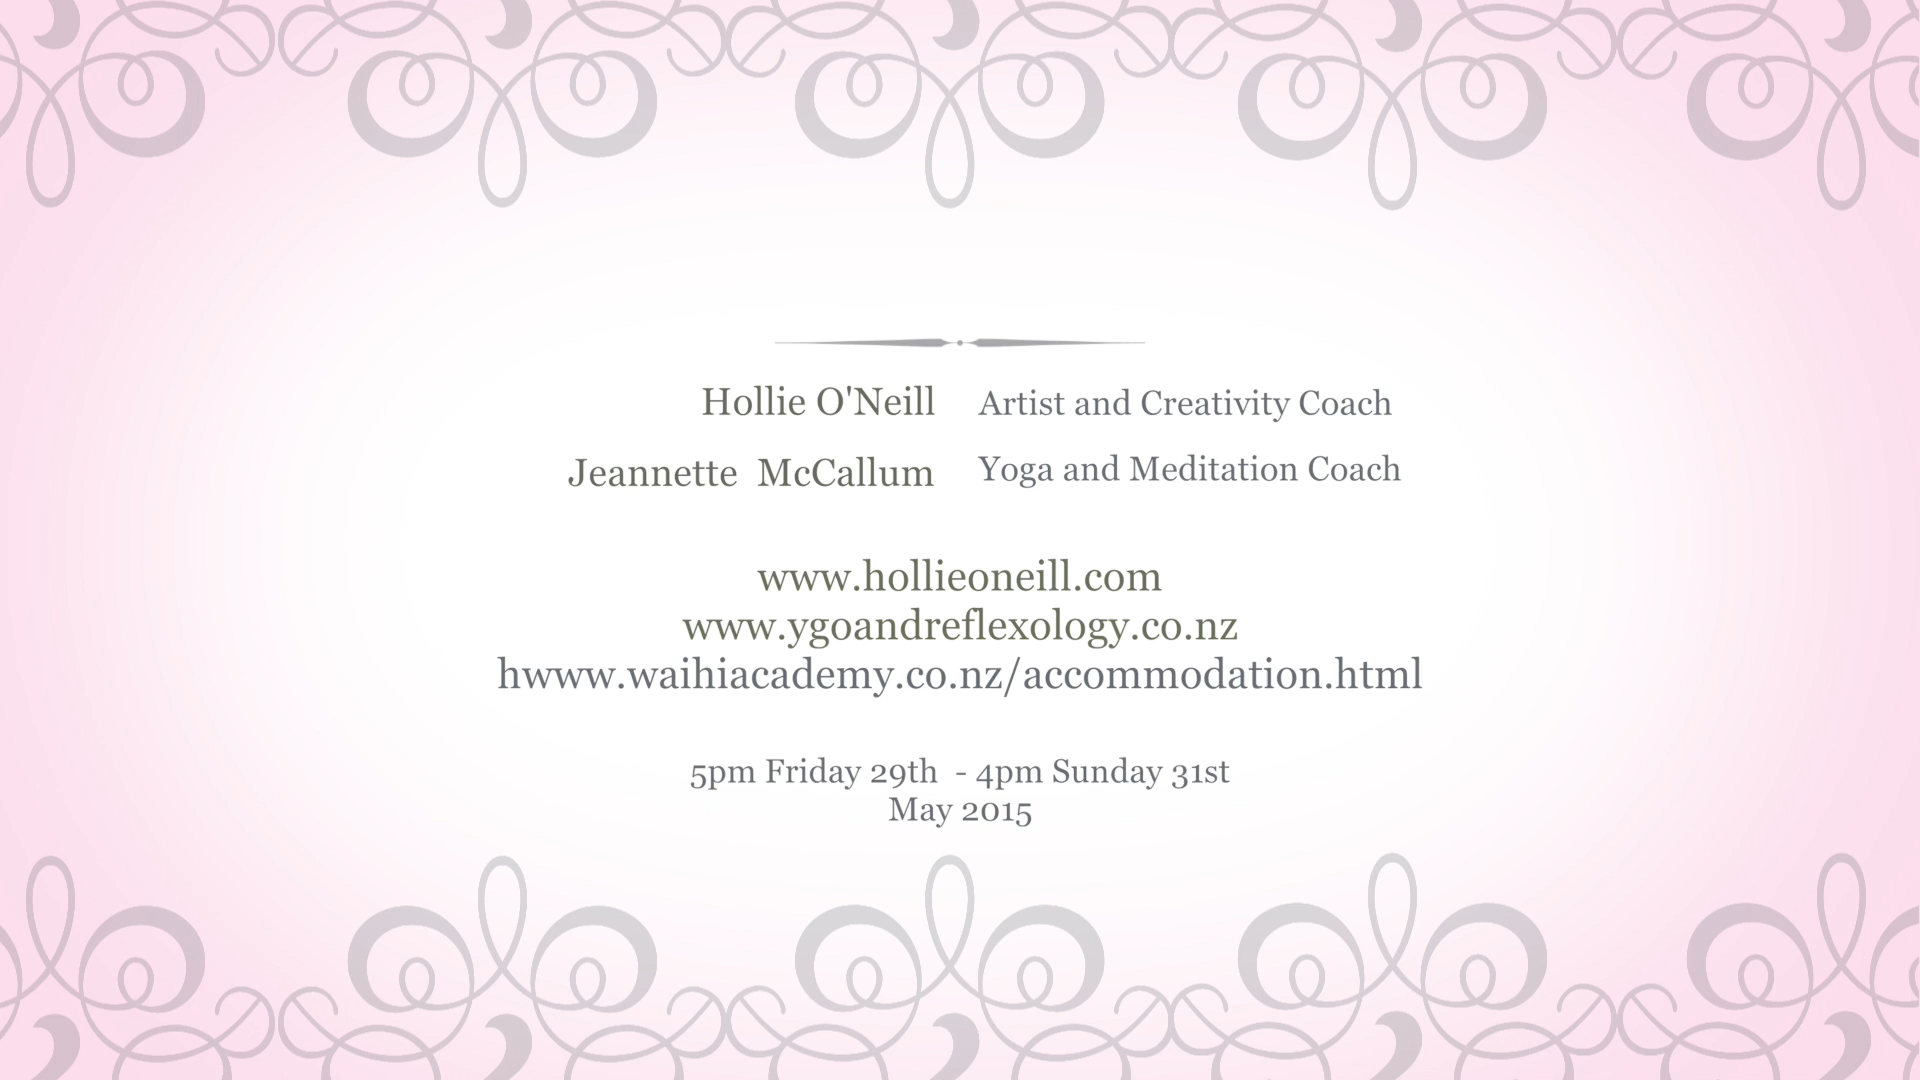 Hollie O'Neill Artist and Creativity Coach
Jeannette  McCallum Yoga and Meditation Coach
www.hollieoneill.com
www.ygoandreflexology.co.nz
hwww.waihiacademy.co.nz/accommodation.html
5pm Friday 29th  - 4pm Sunday 31st
May 2015